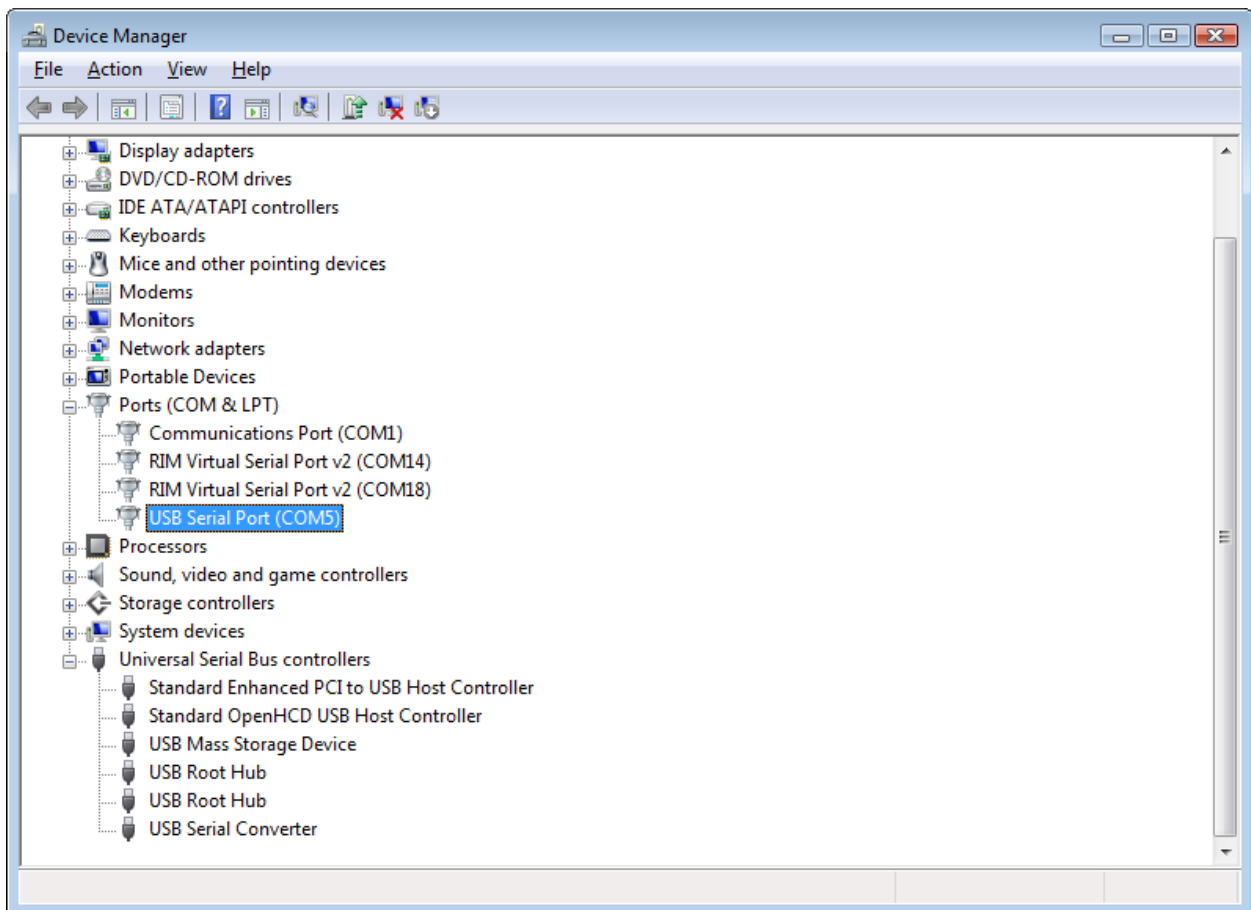 Device Manager
File Action View Help
Display adapters
DVD/CD-ROM drives
IDE ATA/ATAPI controllers
Keyboards
Mice and other pointing devices
Modems
Monitors
Network adapters
Portable Devices
Ports (COM & LPT)
Communications Port (COM1)
RIM Virtual Serial Port v2 (COM14)
RIM Virtual Serial Port v2 (COM18)
USB Serial Port (COM5)
Processors
Sound, video and game controllers
Storage controllers
System devices
Universal Serial Bus controllers
Standard Enhanced PCI to USB Host Controller
Standard OpenHCD USB Host Controller
USB Mass Storage Device
USB Root Hub
USB Root Hub
USB Serial Converter